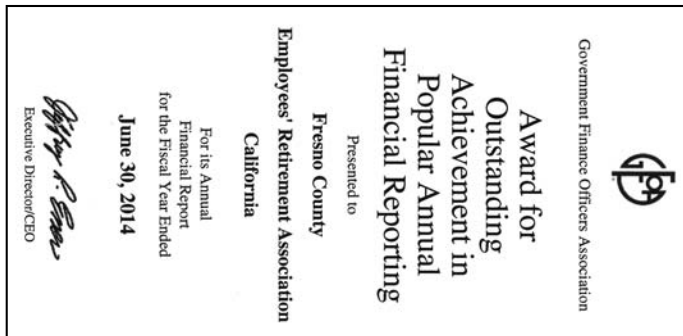 GFOA
Government Finance Officers Association
Award for
Outstanding
Achievement in
Popular Annual
Financial Reporting
Presented to
Fresno County
Employees' Retirement Association
California
For its Annual
Financial Report
for the Fiscal Year Ended
June 30, 2014
Executive Director/CEO